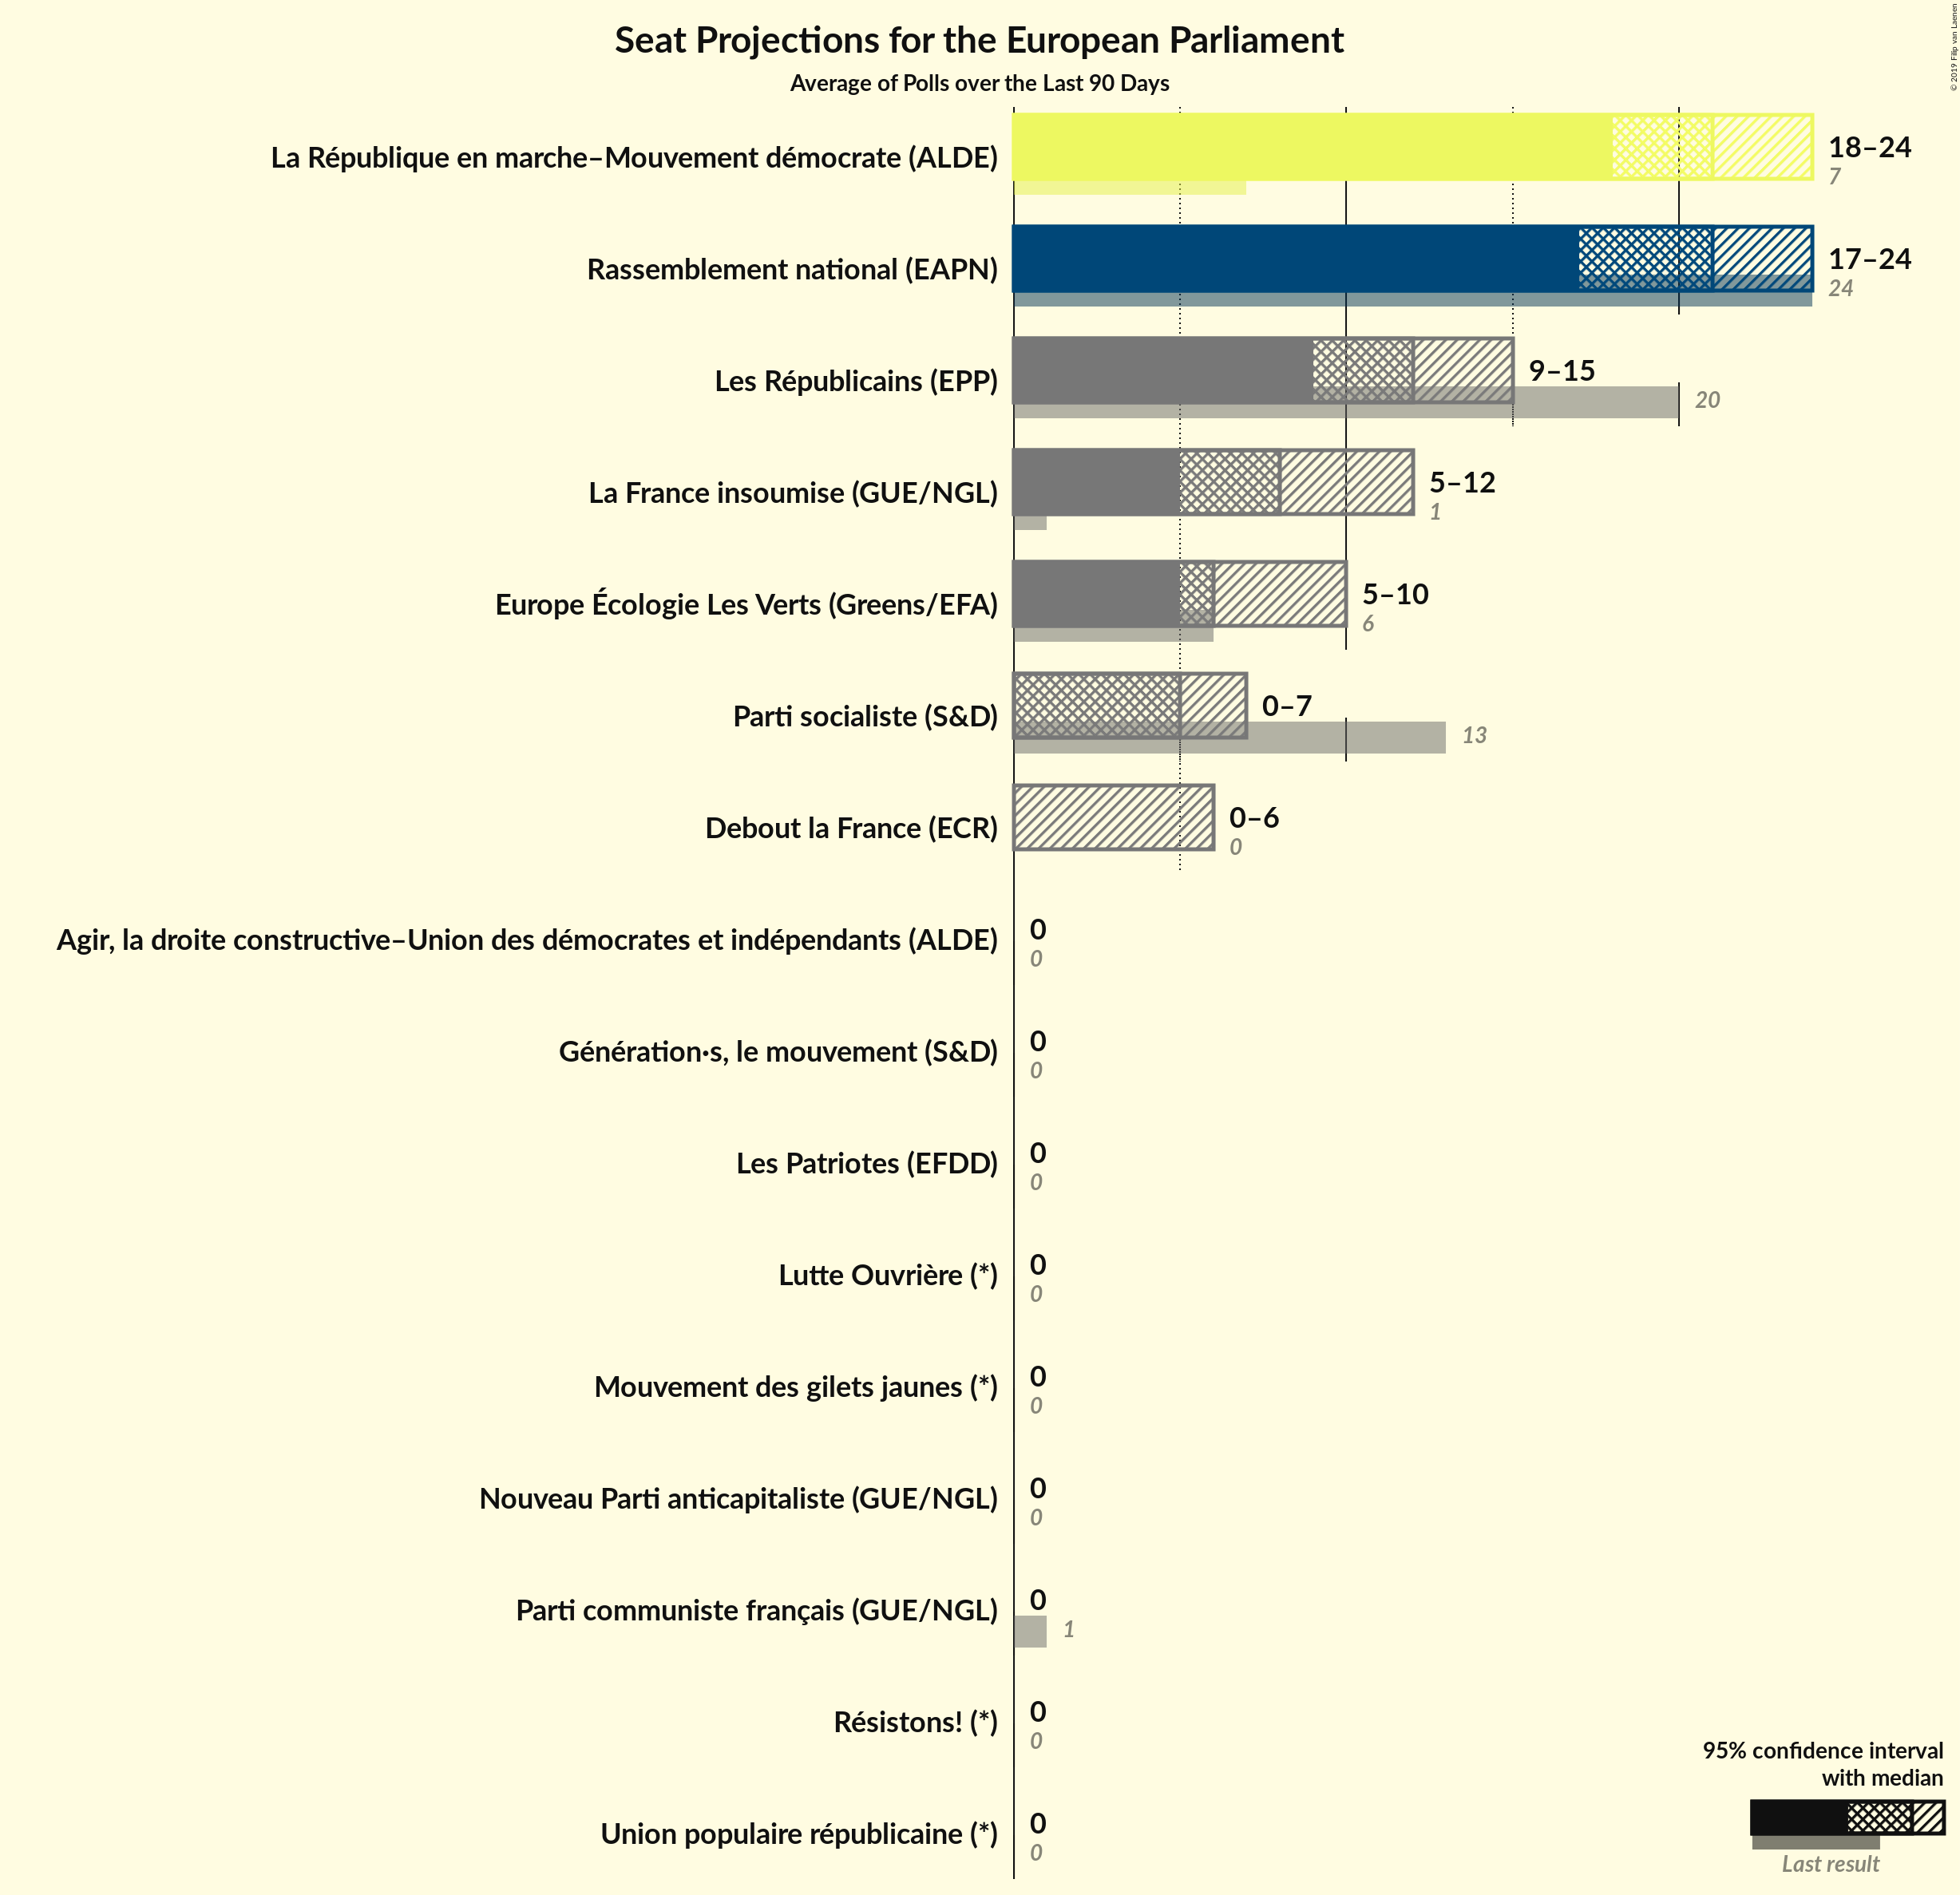 Seat Projections for the European Parliament
Average of Polls over the Last 90 Days
© 2019 Filip van Laenen
La République en marche–Mouvement démocrate (ALDE)
18–24
7
Rassemblement national (EAPN)
17–24
24
Les Républicains (EPP)
9–15
20
La France insoumise (GUE/NGL)
5–12
1
Europe Écologie Les Verts (Greens/EFA)
5–10
6
Parti socialiste (S&D)
0–7
13
Debout la France (ECR)
0–6
0
Agir, la droite constructive–Union des démocrates et indépendants (ALDE)
0
0
Génération·s, le mouvement (S&D)
0
0
Les Patriotes (EFDD)
0
0
Lutte Ouvrière (*)
0
0
Mouvement des gilets jaunes (*)
0
0
Nouveau Parti anticapitaliste (GUE/NGL)
0
0
Parti communiste français (GUE/NGL)
0
1
Résistons! (*)
0
0
Union populaire républicaine (*)
0
0
95% confidence interval
with median
Last result